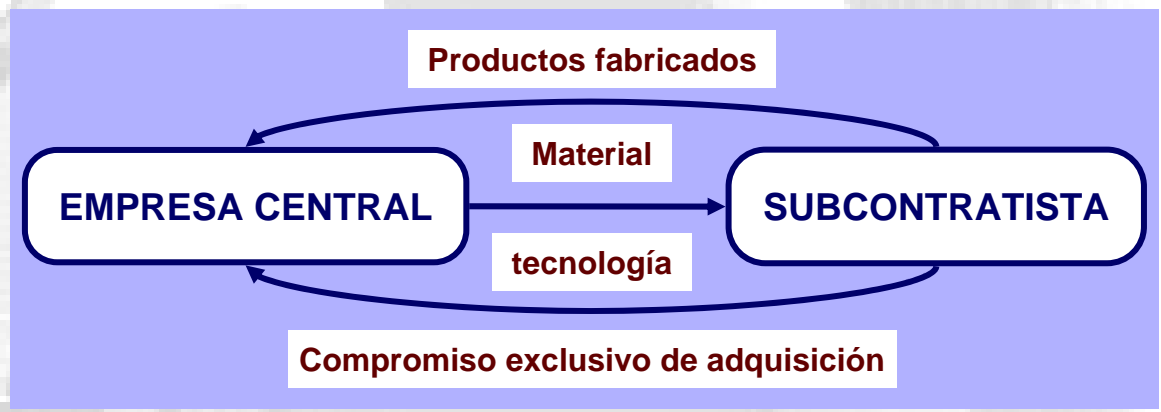 Productos fabricados
Material
EMPRESA CENTRAL
SUBCONTRATISTA
tecnología
Compromiso exclusivo de adquisición